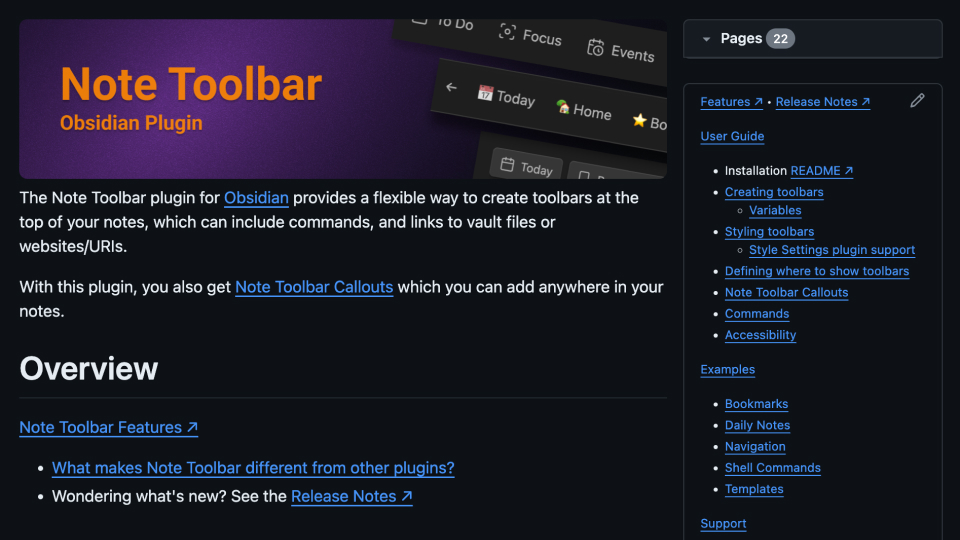 To Do
Focus
Events
Note Toolbar
Obsidian Plugin
17
Today
Home
Today
The Note Toolbar plugin for Obsidian provides a flexible way to create toolbars at the
top of your notes, which can include commands, and links to vault files or
websites/URIs.
With this plugin, you also get Note Toolbar Callouts which you can add anywhere in your
notes.
Overview
Note Toolbar Features ↗
• What makes Note Toolbar different from other plugins?
• Wondering what's new? See the Release Notes ↗
Pages 22
Features ↗ • Release Notes ↗
User Guide
• Installation README ↗
• Creating toolbars
◦ Variables
• Styling toolbars
◦ Style Settings plugin support
• Defining where to show toolbars
• Note Toolbar Callouts
• Commands
• Accessibility
Examples
• Bookmarks
• Daily Notes
• Navigation
• Shell Commands
• Templates
Support